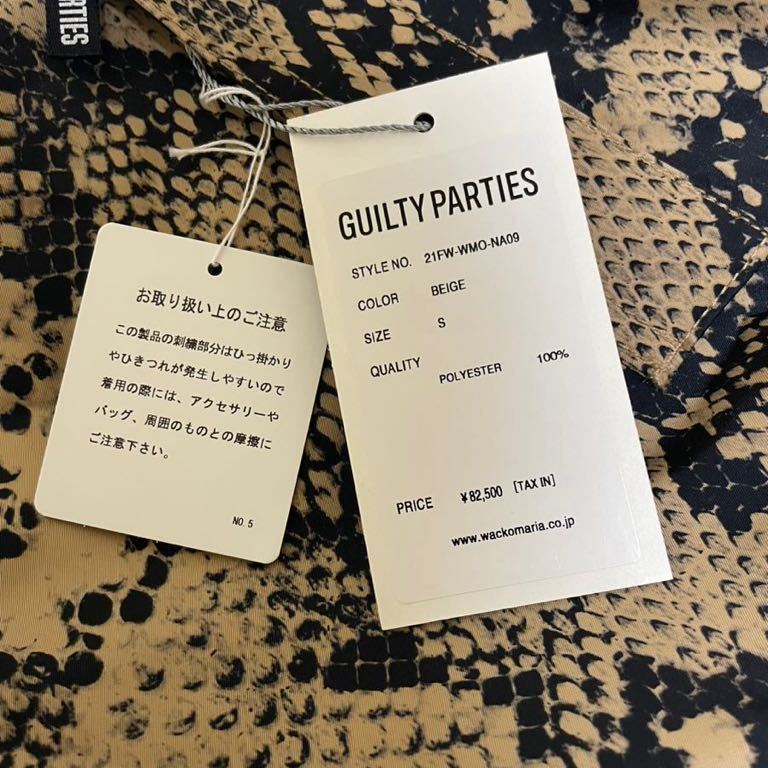 PARTIES
お取り扱い上のご注意
この製品の刺繍部分はひっ掛かり
やひきつれが発生しやすいので
着用の際には、アクセサリーや
バッグ、周囲のものとの摩擦に
ご注意下さい。
NO.5
GUILTY PARTIES
STYLE NO. 21FW-WMO-NA09
COLOR BEIGE
SIZE S
QUALITY
POLYESTER 100%
PRICE ¥82,500 [TAX IN]
www.wackomaria.co.jp